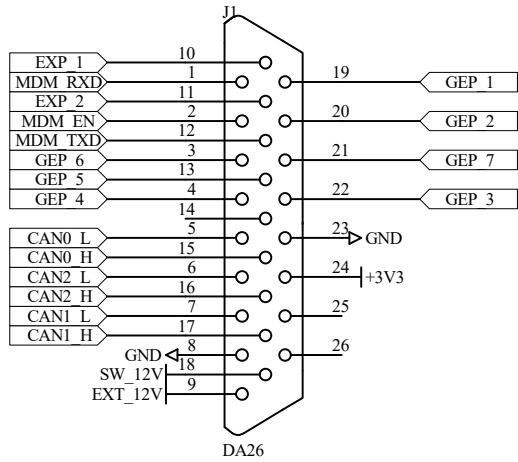 J1
EXP_1 10
MDM_RXD 1 19 GEP_1
EXP_2 11
MDM_EN 2 20 GEP_2
MDM_TXD 12
GEP_6 3 21 GEP_7
GEP_5 13
GEP_4 4 22 GEP_3
14
CAN0_L 5 23 GND
CAN0_H 15
CAN2_L 6 24 +3V3
CAN2_H 16
CAN1_L 7 25
CAN1_H 17
GND 8 26
SW_12V 18
EXT_12V 9
DA26